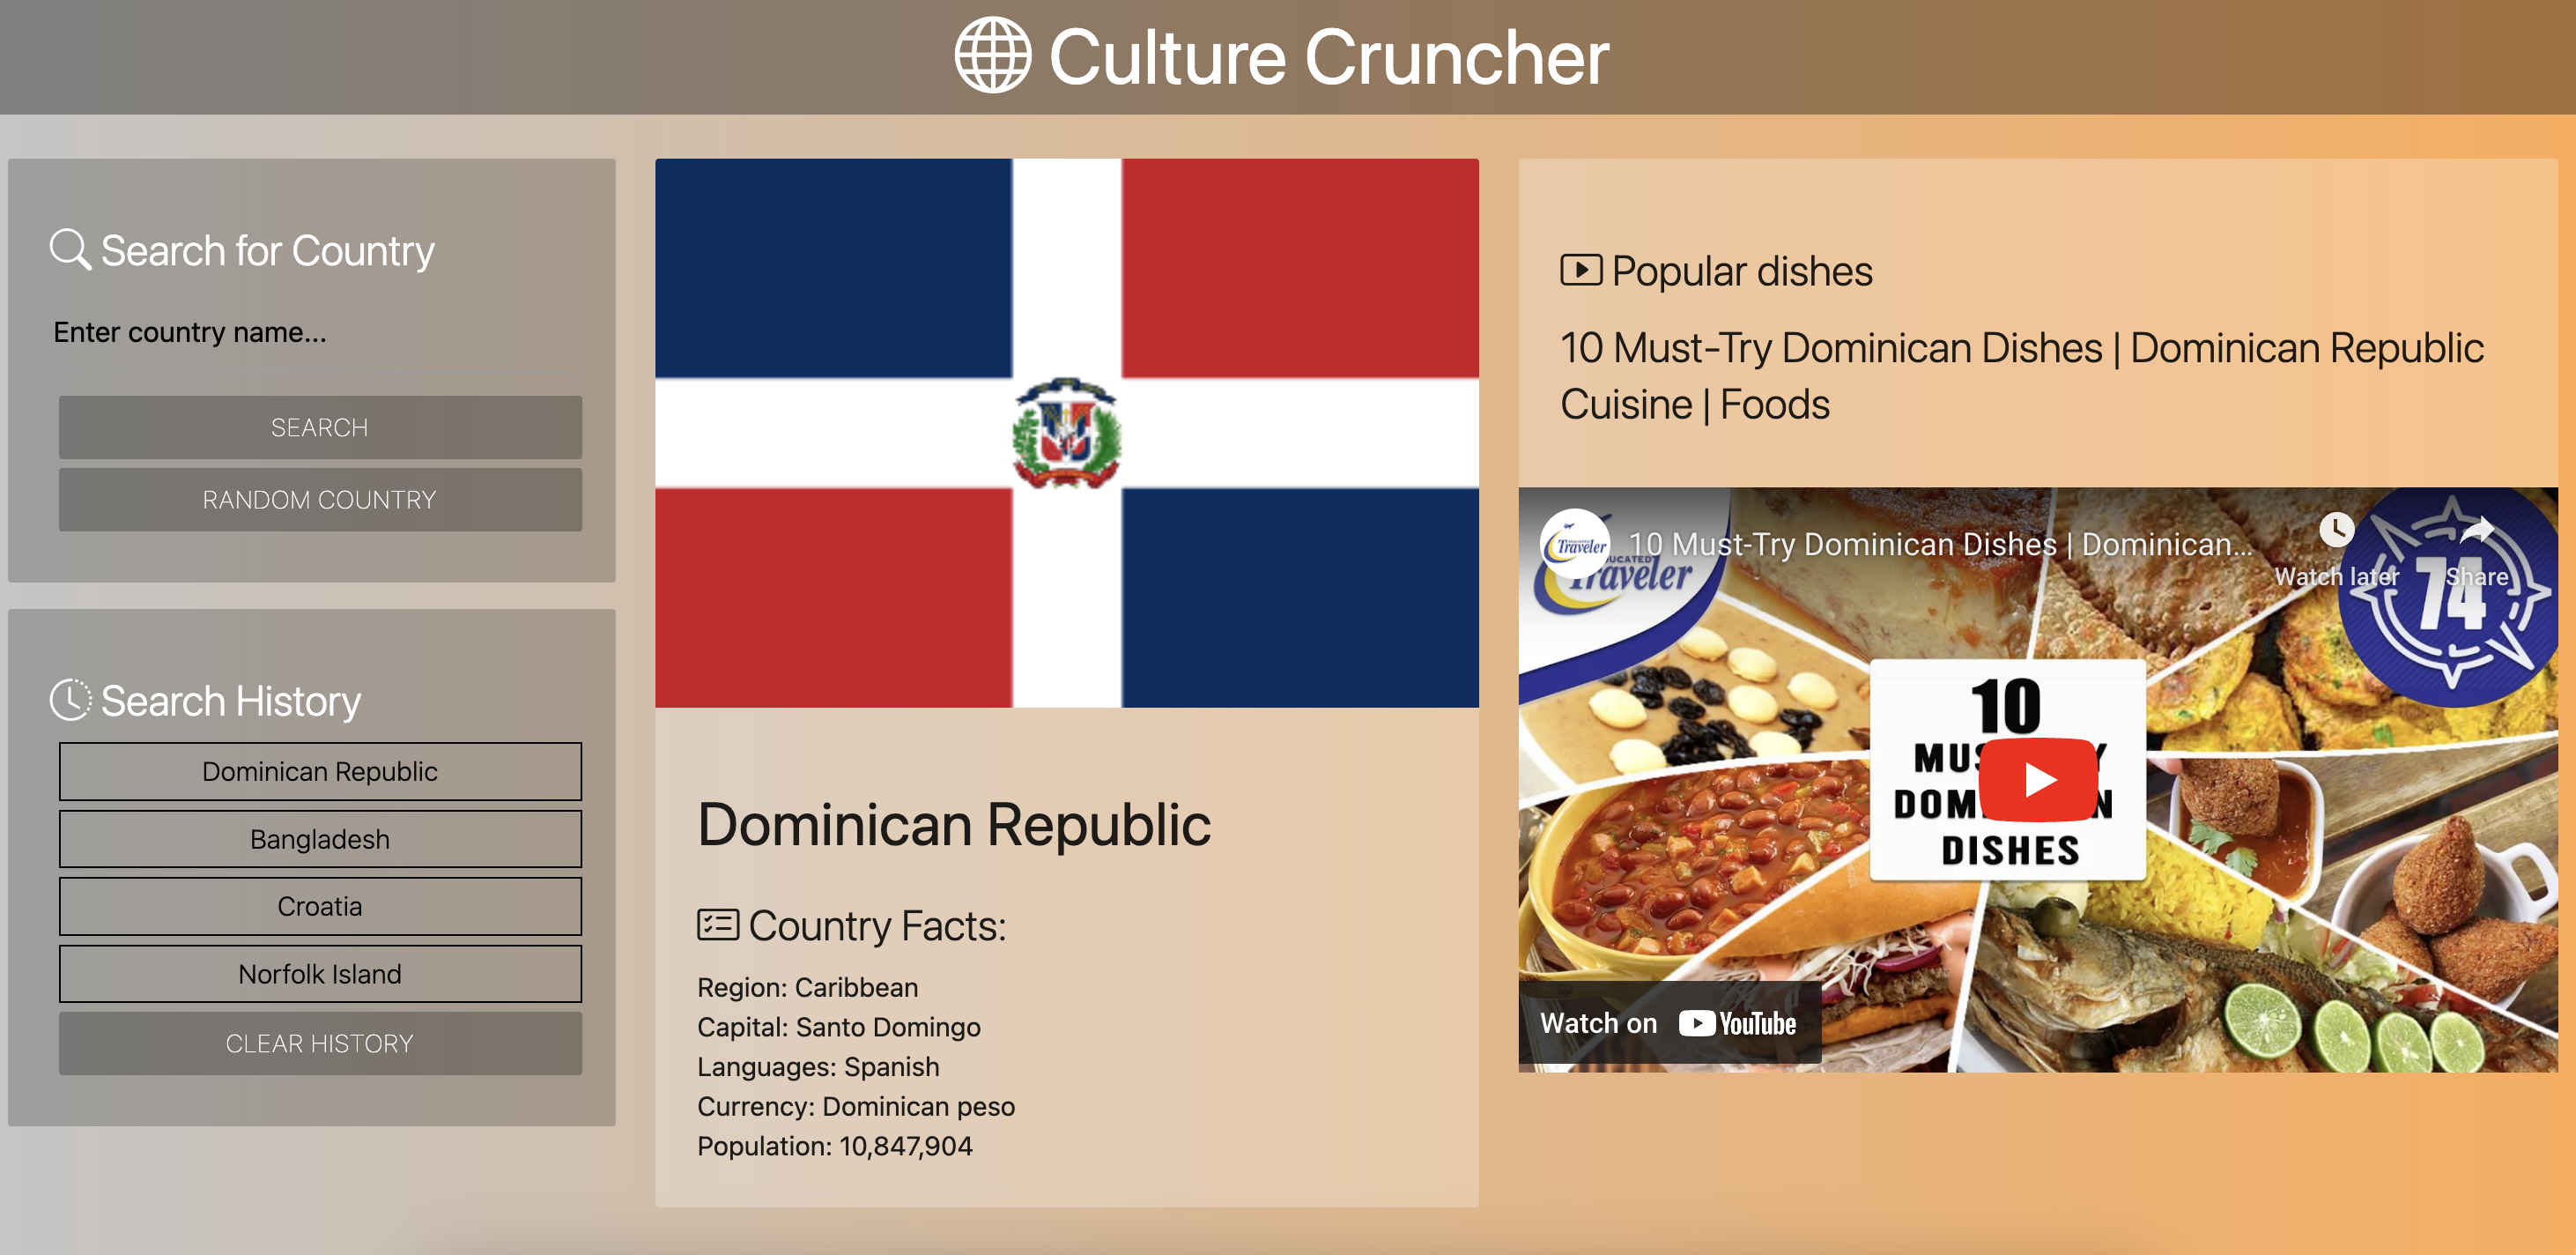 Culture Cruncher
Search for Country
Enter country name...
SEARCH
RANDOM COUNTRY
Search History
Dominican Republic
Bangladesh
Croatia
Norfolk Island
CLEAR HISTORY
Dominican Republic
Country Facts:
Region: Caribbean
Capital: Santo Domingo
Languages: Spanish
Currency: Dominican peso
Population: 10,847,904
Popular dishes
10 Must-Try Dominican Dishes | Dominican Republic
Cuisine | Foods
Traveler
10 Must-Try Dominican Dishes | Dominican...
Watch later
Share
Traveler
74
10
DISHES
Watch on YouTube